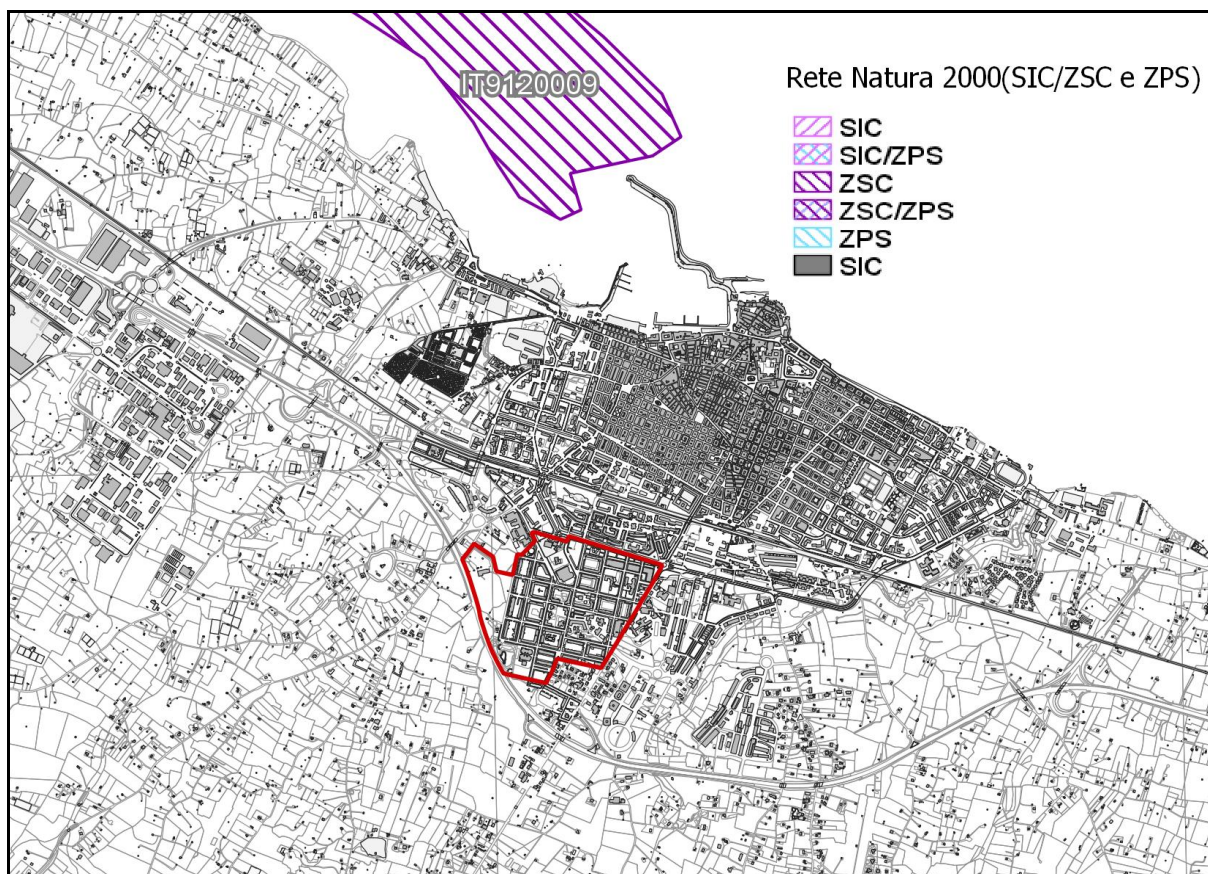 IT9120009
Rete Natura 2000(SIC/ZSC e ZPS)
SIC
SIC/ZPS
ZSC
ZSC/ZPS
ZPS
SIC